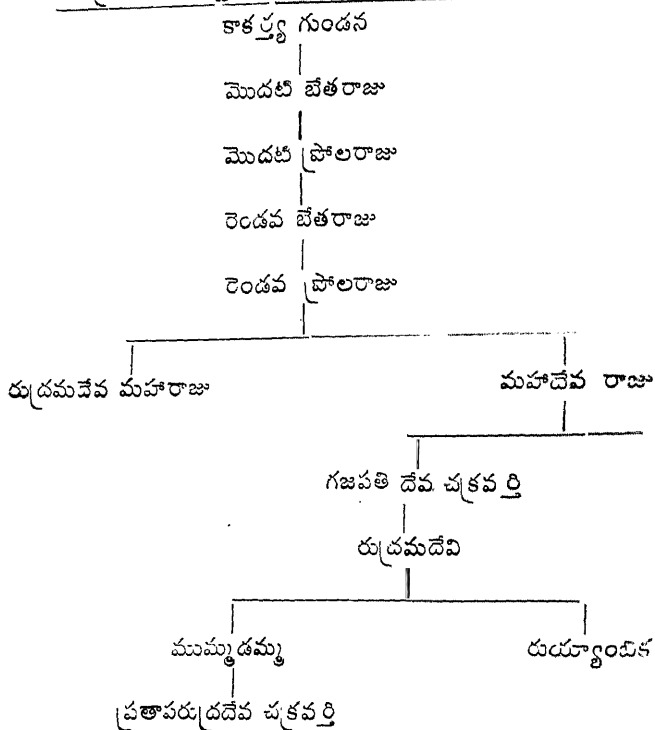 కాకర్త్య గుండన
మొదటి బేతరాజు
మొదటి ప్రోలరాజు
రెండవ బేతరాజు
రెండవ ప్రోలరాజు
రుద్రమదేవ మహారాజు మహాదేవ రాజు
గజపతి దేవ చక్రవర్తి
రుద్రమదేవి
ముమ్మడమ్మ రుయ్యాంబిక
ప్రతాపరుద్రదేవ చక్రవర్తి